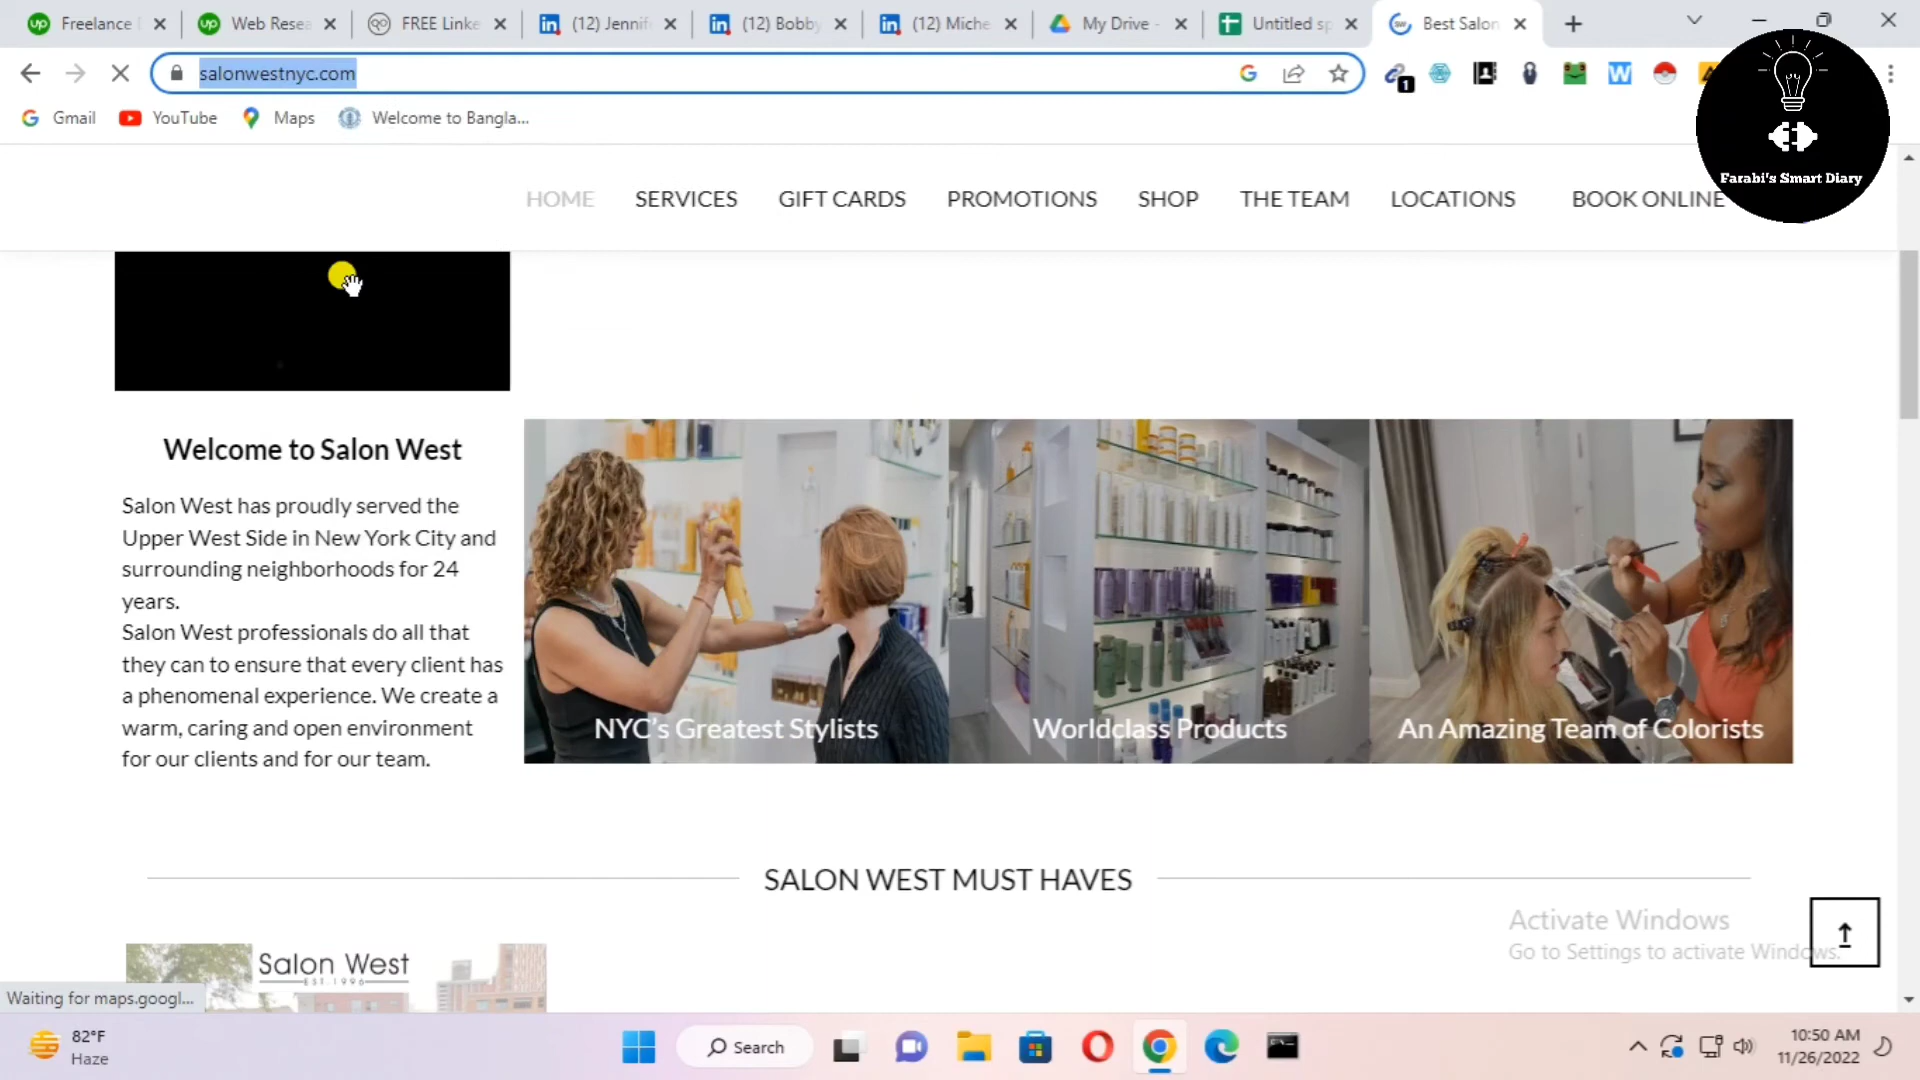 Freelance
Web Resea
FREE Linke
(12) Jennif
(12) Bobby
(12) Miche
My Drive -
Untitled sp
Best Salon
salonwestnyc.com
1
Gmail
YouTube
Maps
Welcome to Bangla...
Farabi's Smart Diary
HOME
SERVICES
GIFT CARDS
PROMOTIONS
SHOP
THE TEAM
LOCATIONS
BOOK ONLINE
Welcome to Salon West
Salon West has proudly served the
Upper West Side in New York City and
surrounding neighborhoods for 24
years.
Salon West professionals do all that
they can to ensure that every client has
a phenomenal experience. We create a
warm, caring and open environment
for our clients and for our team.
NYC's Greatest Stylists
Worldclass Products
An Amazing Team of Colorists
SALON WEST MUST HAVES
Salon West
EST. 1996
Activate Windows
Go to Settings to activate Windows.
Waiting for maps.googl...
82°F
Haze
Search
10:50 AM
11/26/2022